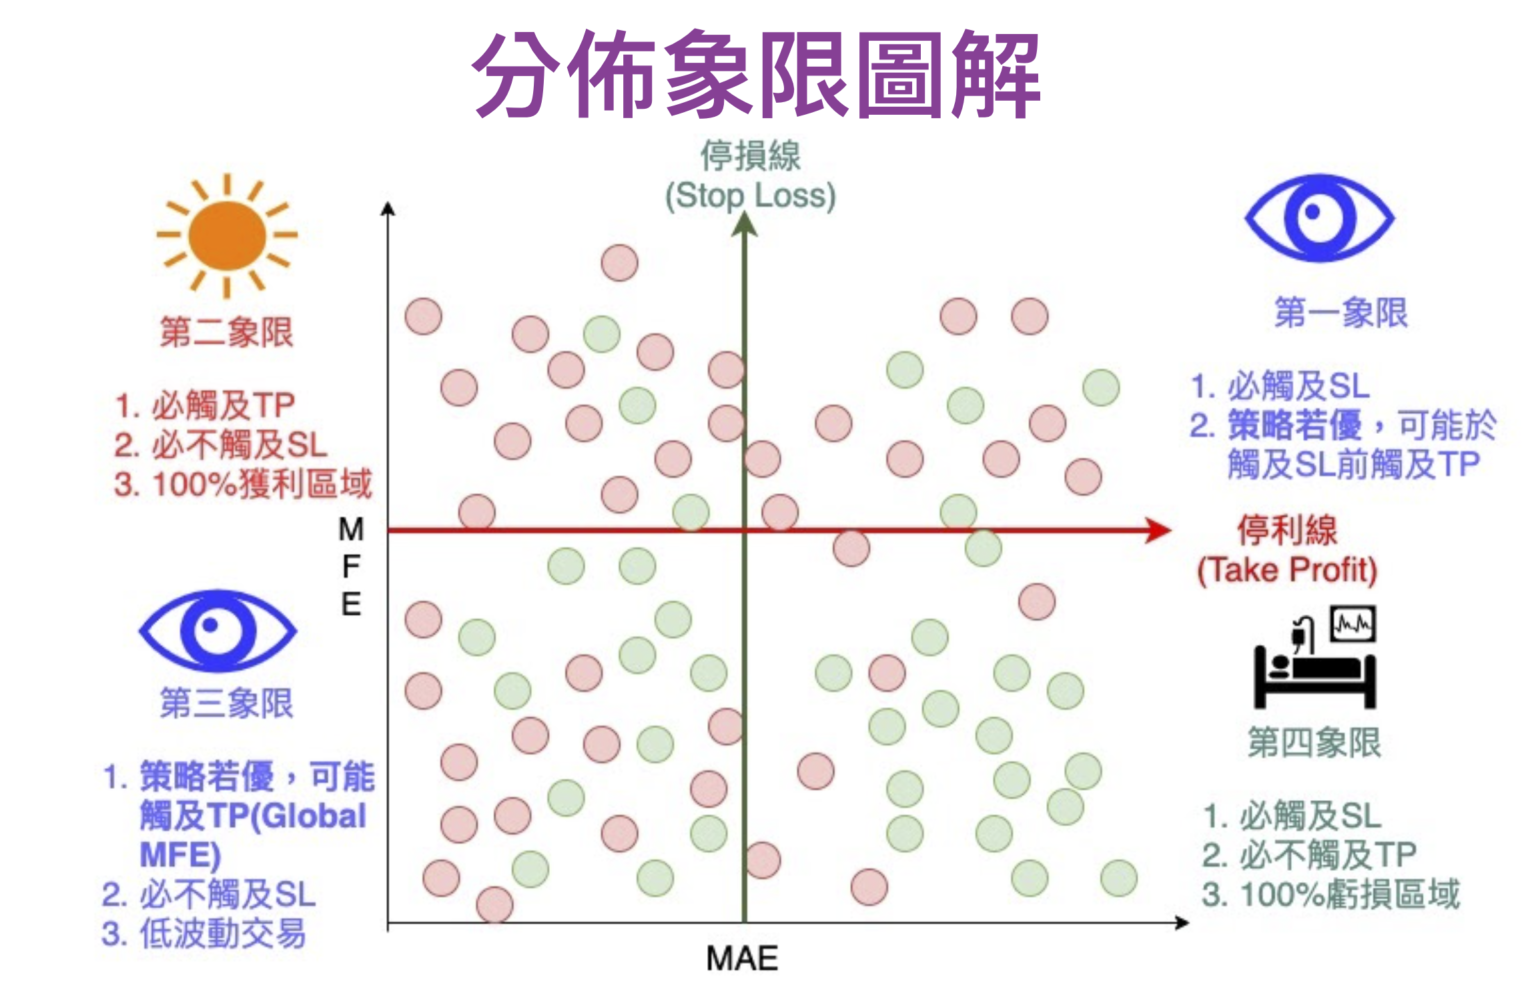 分佈象限圖解
停損線
(Stop Loss)
第二象限
1. 必觸及TP
2. 必不觸及SL
3. 100%獲利區域
第一象限
1. 必觸及SL
2. 策略若優，可能於
觸及SL前觸及TP
M
F
E
停利線
(Take Profit)
第三象限
1. 策略若優，可能
觸及TP(Global
MFE)
2. 必不觸及SL
3. 低波動交易
第四象限
1. 必觸及SL
2. 必不觸及TP
3. 100%虧損區域
MAE